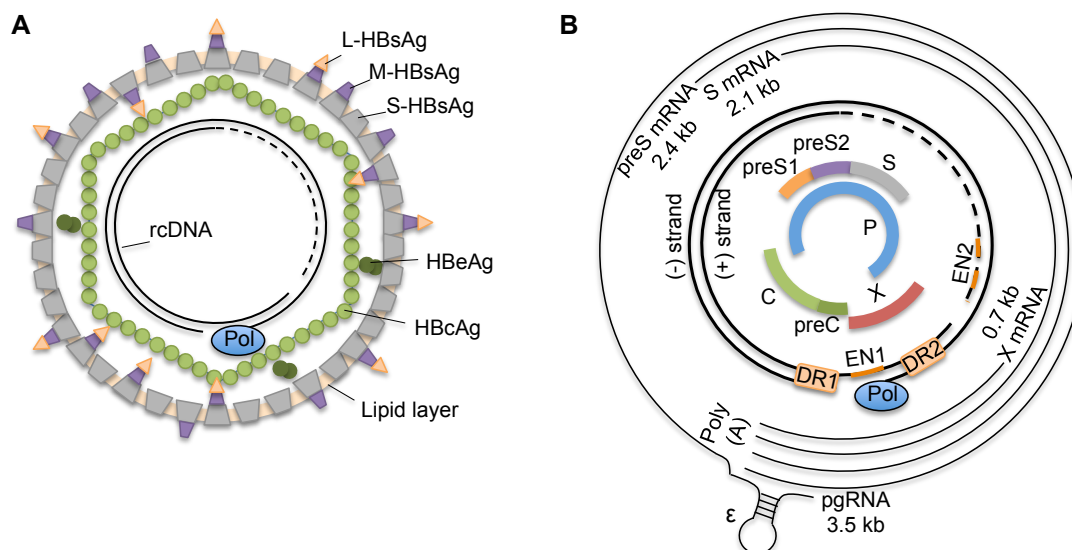 A
L-HBsAg
M-HBsAg
S-HBsAg
rcDNA
HBeAg
HBcAg
Pol
Lipid layer
B
preS mRNA
2.4 kb
S mRNA
2.1 kb
preS1
preS2
S
P
(-) strand
(+) strand
EN2
C
preC
X
0.7 kb
X mRNA
EN1
DR1
DR2
Pol
Poly
(A)
ε
pgRNA
3.5 kb